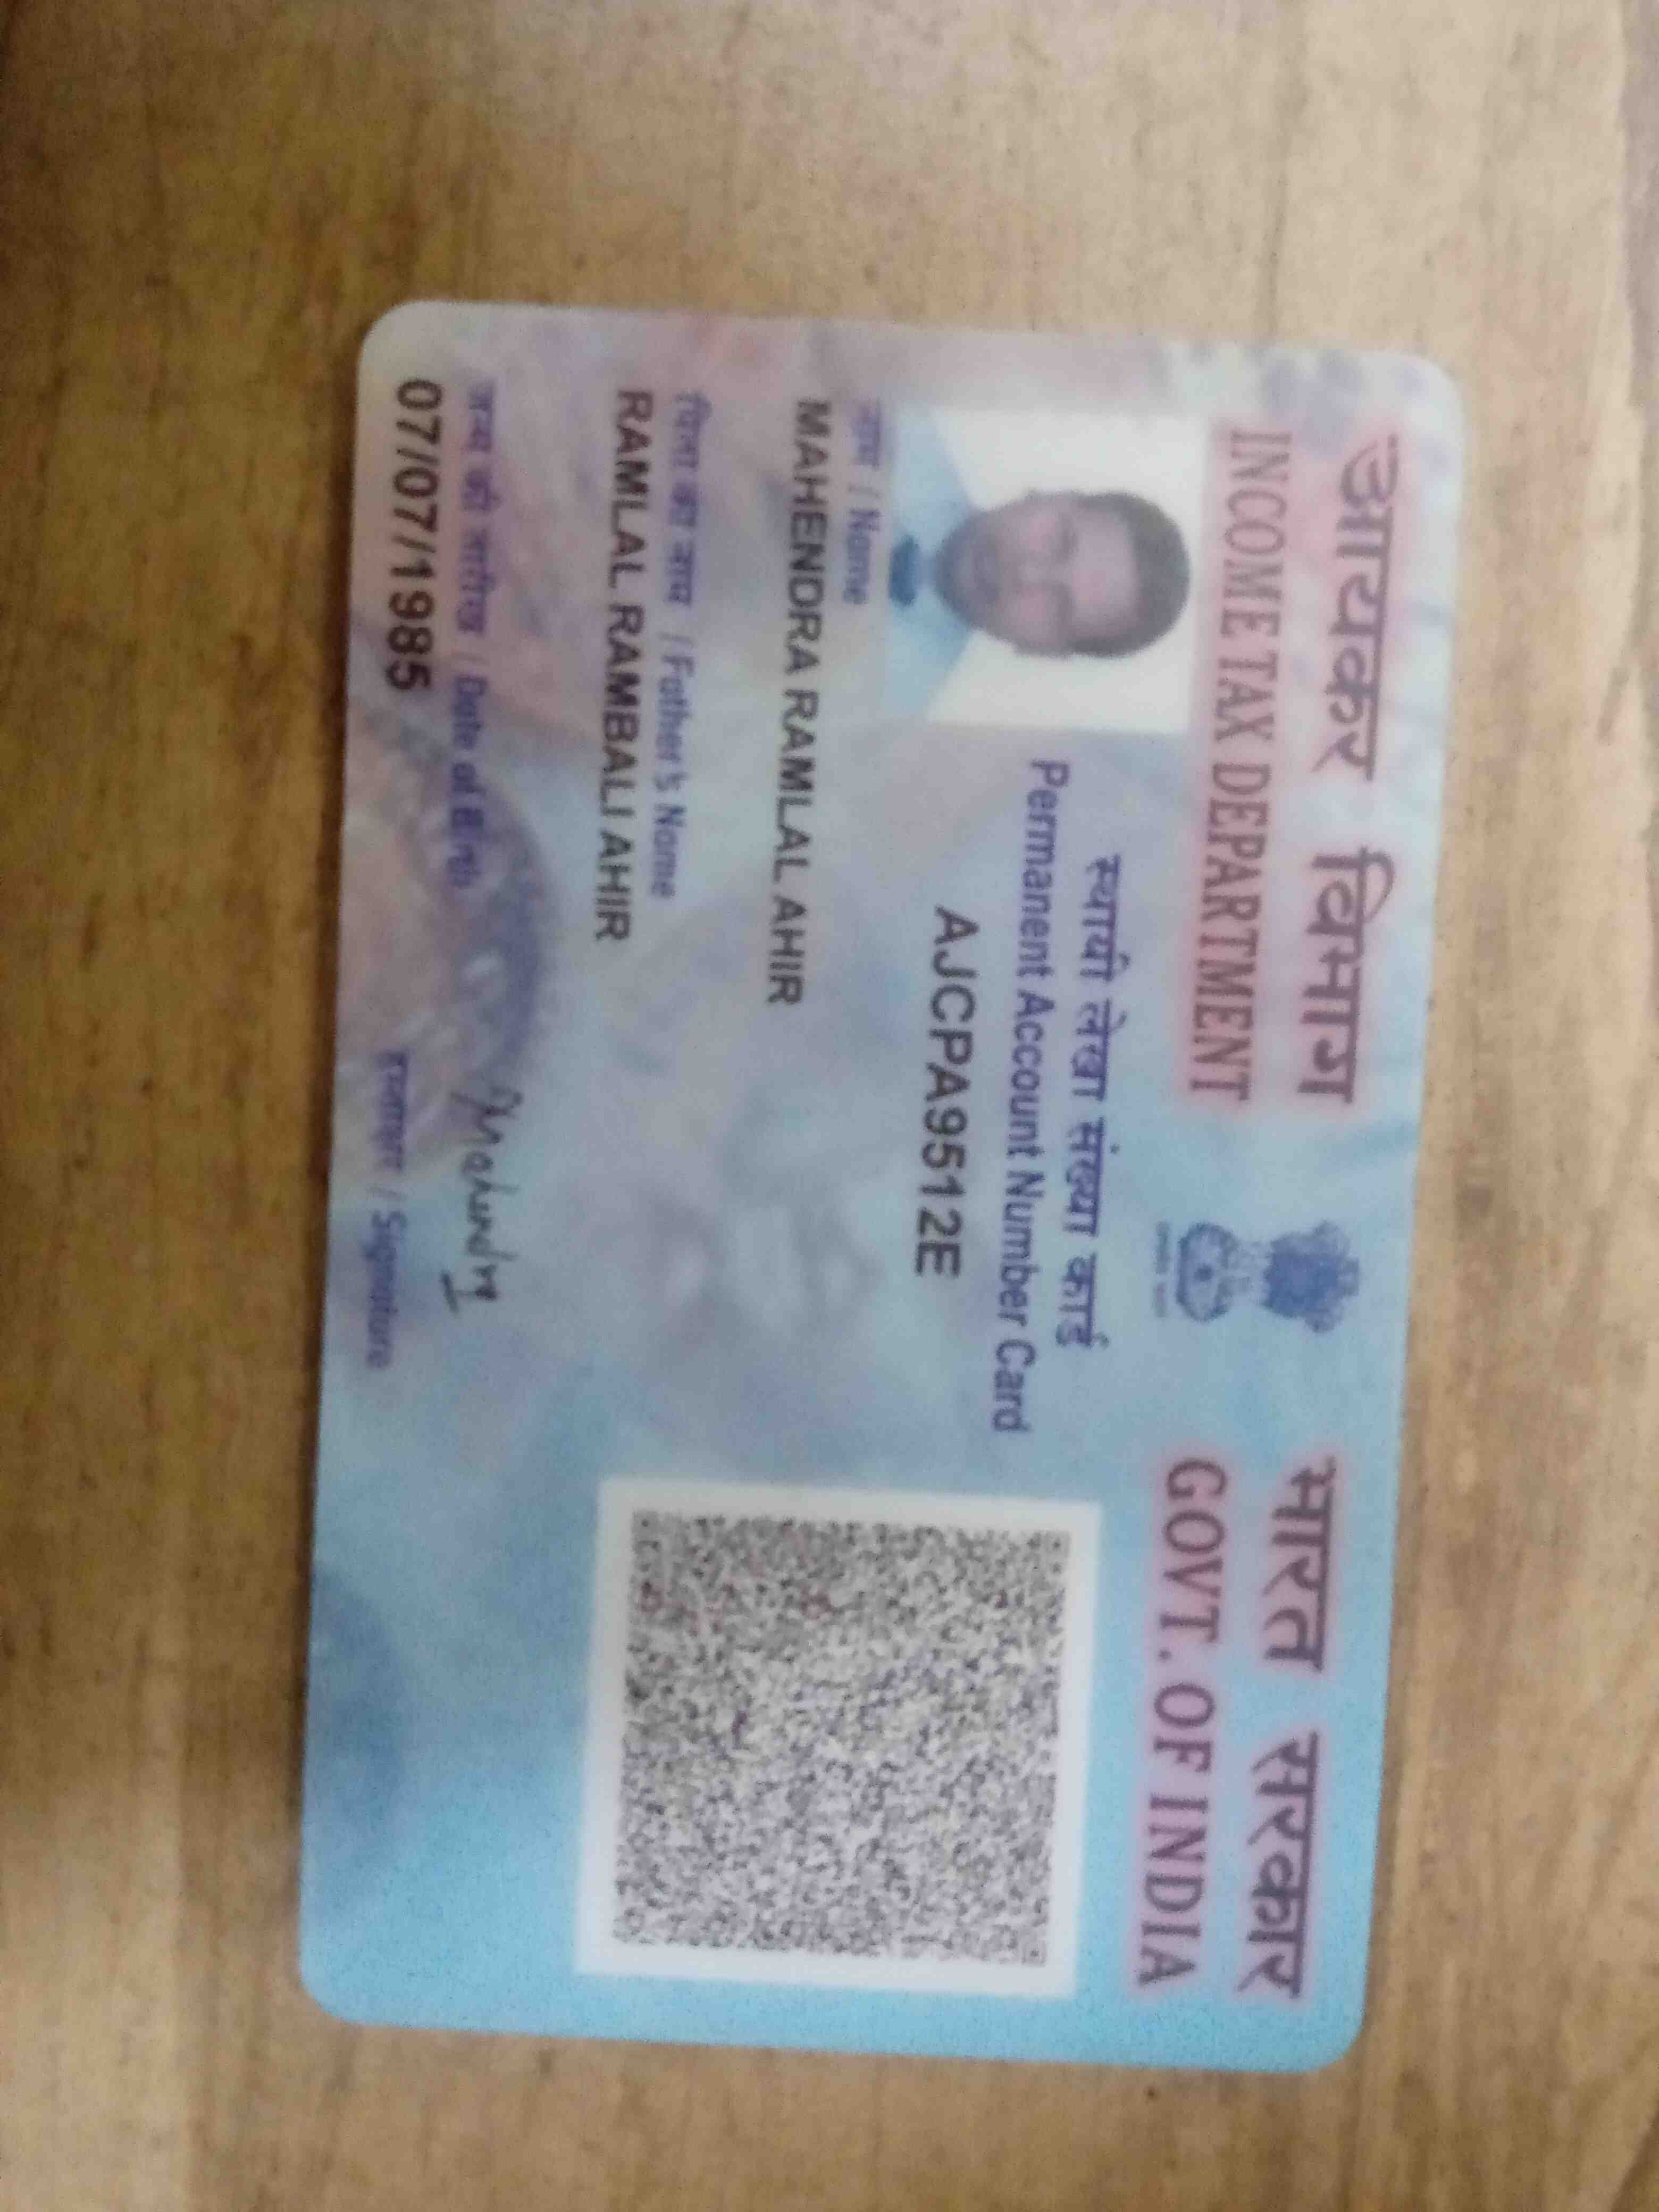 आयकर विभाग
INCOME TAX DEPARTMENT
भारत सरकार
GOVT. OF INDIA
स्थायी लेखा संख्या कार्ड
Permanent Account Number Card
AJCPA9512E
नाम / Name
MAHENDRA RAMLAL AHIR
पिता का नाम / Father's Name
RAMLAL RAMBALI AHIR
जन्म की तारीख / Date of Birth
07/07/1985
हस्ताक्षर / Signature